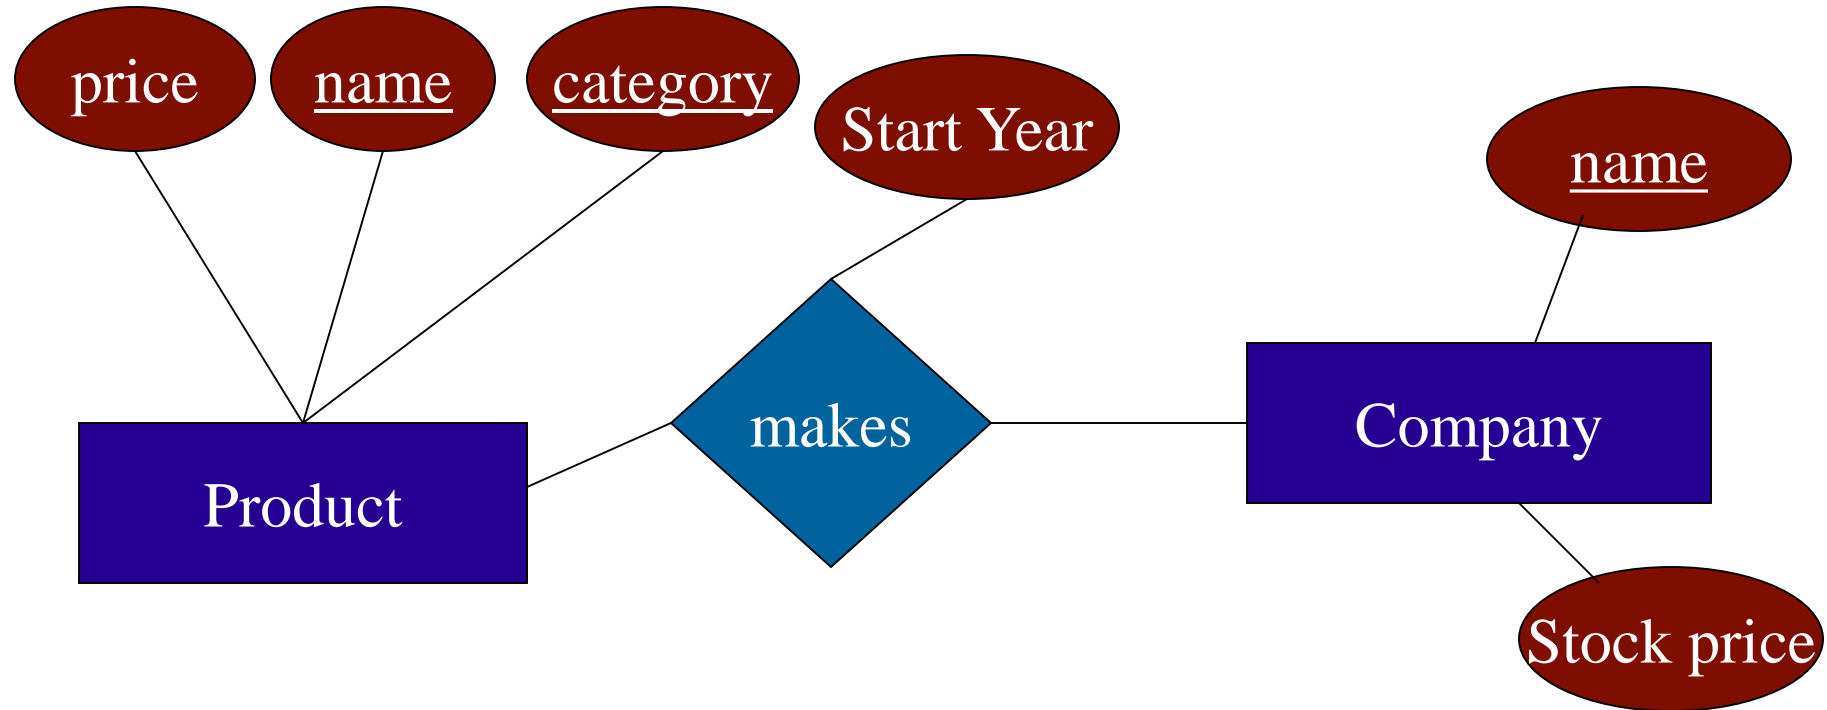 price
name
category
Start Year
name
makes
Company
Product
Stock price